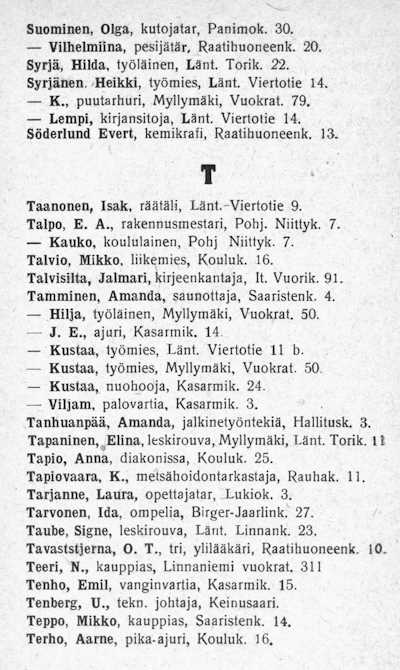 Suominen, Olga, kutojatar, Panimok. 30.
— Vilhelmiina, pesijätär, Raatihuoneenk. 20.
Syrjä, Hilda, työläinen, Länt. Torik. 22.
Syrjänen, Heikki, työmies, Länt. Viertotie 14.
— K., puutarhuri, Myllymäki, Vuokrat. 79.
— Lempi, kirjansitoja, Länt. Viertotie 14.
Söderlund Evert, kemikrafi, Raatihuoneenk. 13.
T
Taanonen, Isak, räätäli, Länt. Viertotie 9.
Talpo, E. A., rakennusmestari, Pohj. Niittyk. 7.
— Kauko, koululainen, Pohj Niittyk. 7.
Talvio, Mikko, liikemies, Kouluk. 16.
Talvisilta, Jalmari, kirjeenkantaja, It. Vuorik. 91.
Tamminen, Amanda, saunottaja, Saaristenk. 4.
— Hilja, työläinen, Myllymäki, Vuokrat. 50.
— J. E., ajuri, Kasarmik. 14
— Kustaa, työmies, Länt. Viertotie 11 b.
— Kustaa, työmies, Myllymäki, Vuokrat. 50
— Kustaa, nuohooja, Kasarmik. 24
— Viljam, palovartia, Kasarmik. 3.
Tanhuanpää, Amanda, jalkinetyöntekiä, Hallitusk. 3.
Tapaninen, Elina, leskirouva, Myllymäki, Länt. Torik. 11
Tapio, Anna, diakonissa, Kouluk. 25.
Tapiovaara, K., metsähoidontarkastaja, Rauhak. 11.
Tarjanne, Laura, opettajatar, Lukiok. 3.
Tarvonen, Ida, ompelia, Birger-Jaarlink. 27.
Taube, Signe, leskirouva, Länt. Linnank. 23.
Tavaststjerna, O. T., tri, ylilääkäri, Raatihuoneenk. 10.
Teeri, N., kauppias, Linnaniemi vuokrat. 311
Tenho, Emil, vanginvartia, Kasarmik. 15.
Tenberg, U., tekn. johtaja, Keinusaari.
Teppo, Mikko, kauppias, Saaristenk. 14.
Terho, Aarne, pika-ajuri, Kouluk. 16.